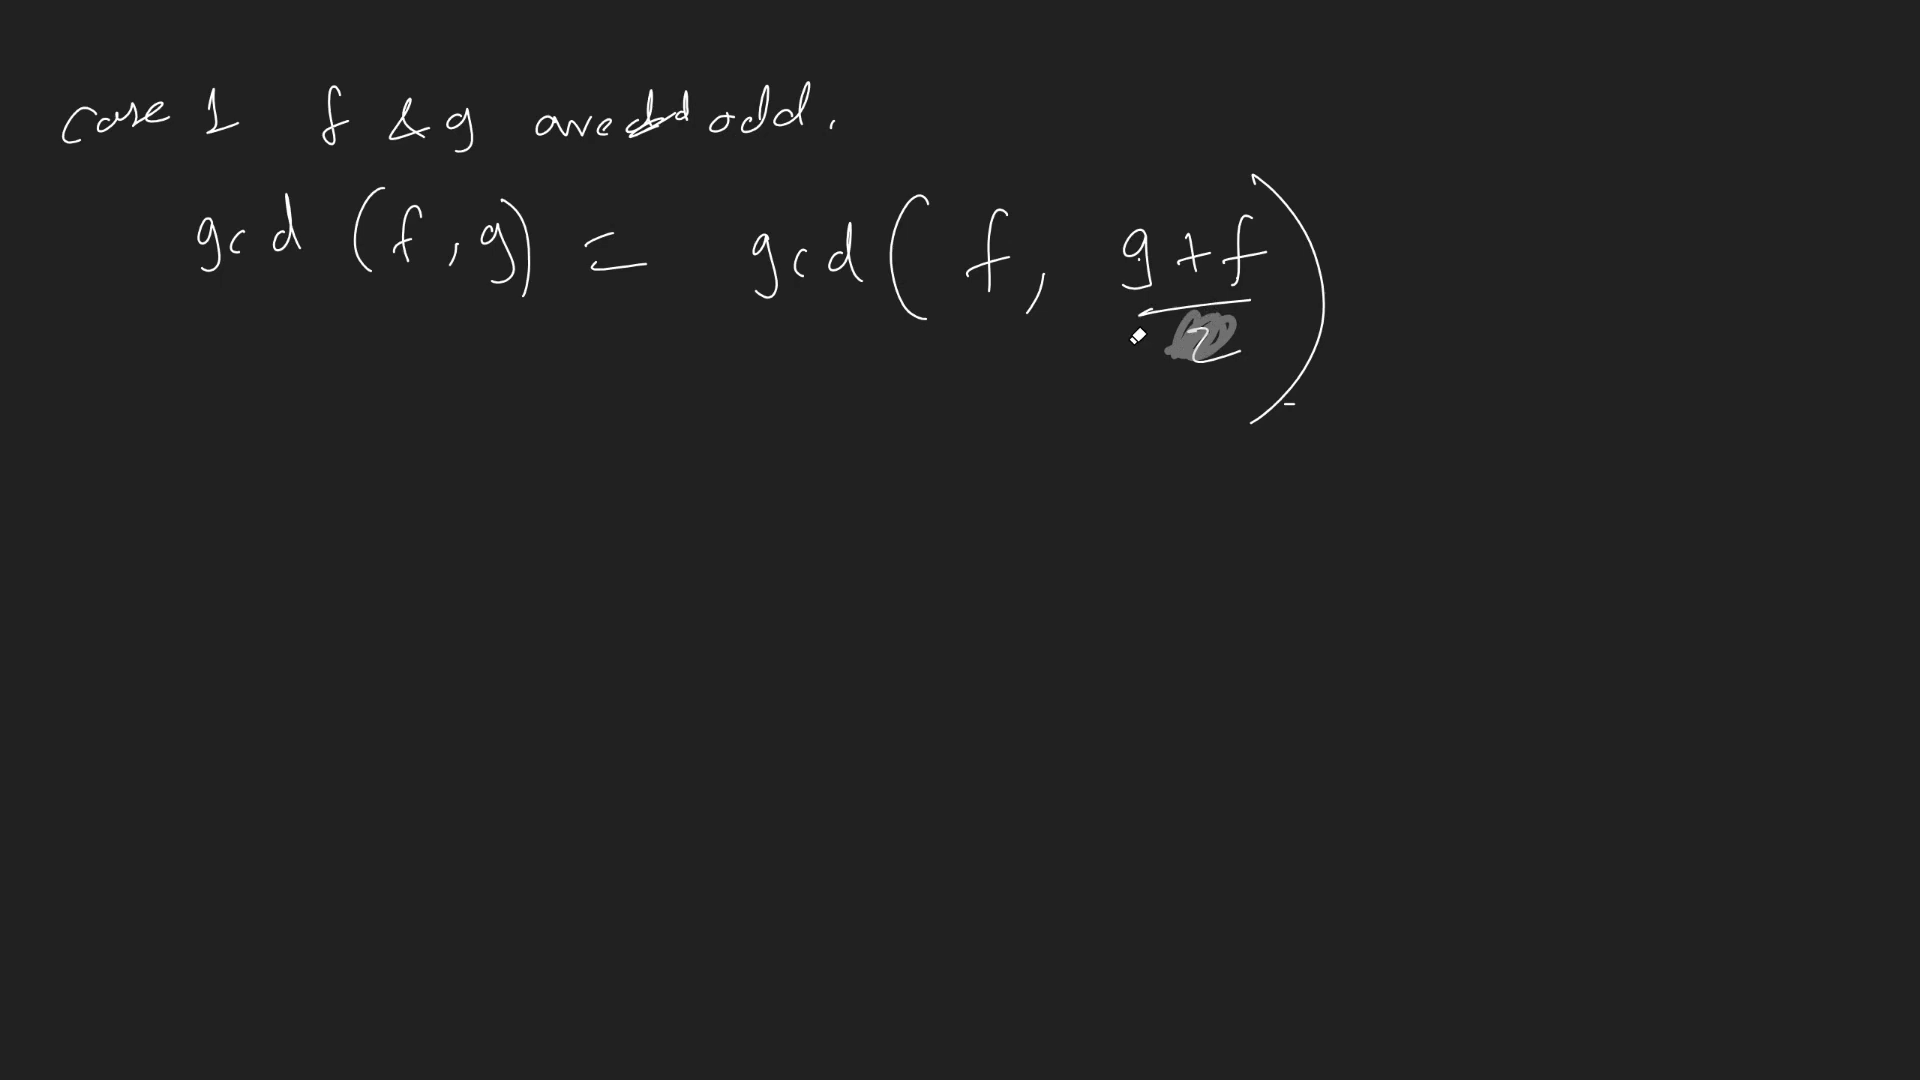 case 1 f & g are odd.
gcd (f, g) = gcd ( f, g+f / 2 )